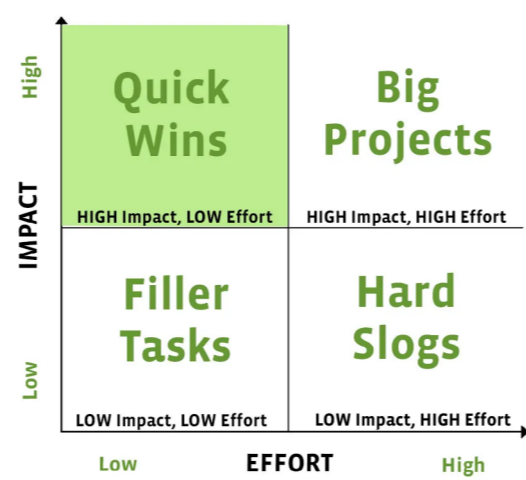 High
Quick
Wins
HIGH Impact, LOW Effort
Big
Projects
HIGH Impact, HIGH Effort
IMPACT
Filler
Tasks
LOW Impact, LOW Effort
Hard
Slogs
LOW Impact, HIGH Effort
Low
Low
EFFORT
High